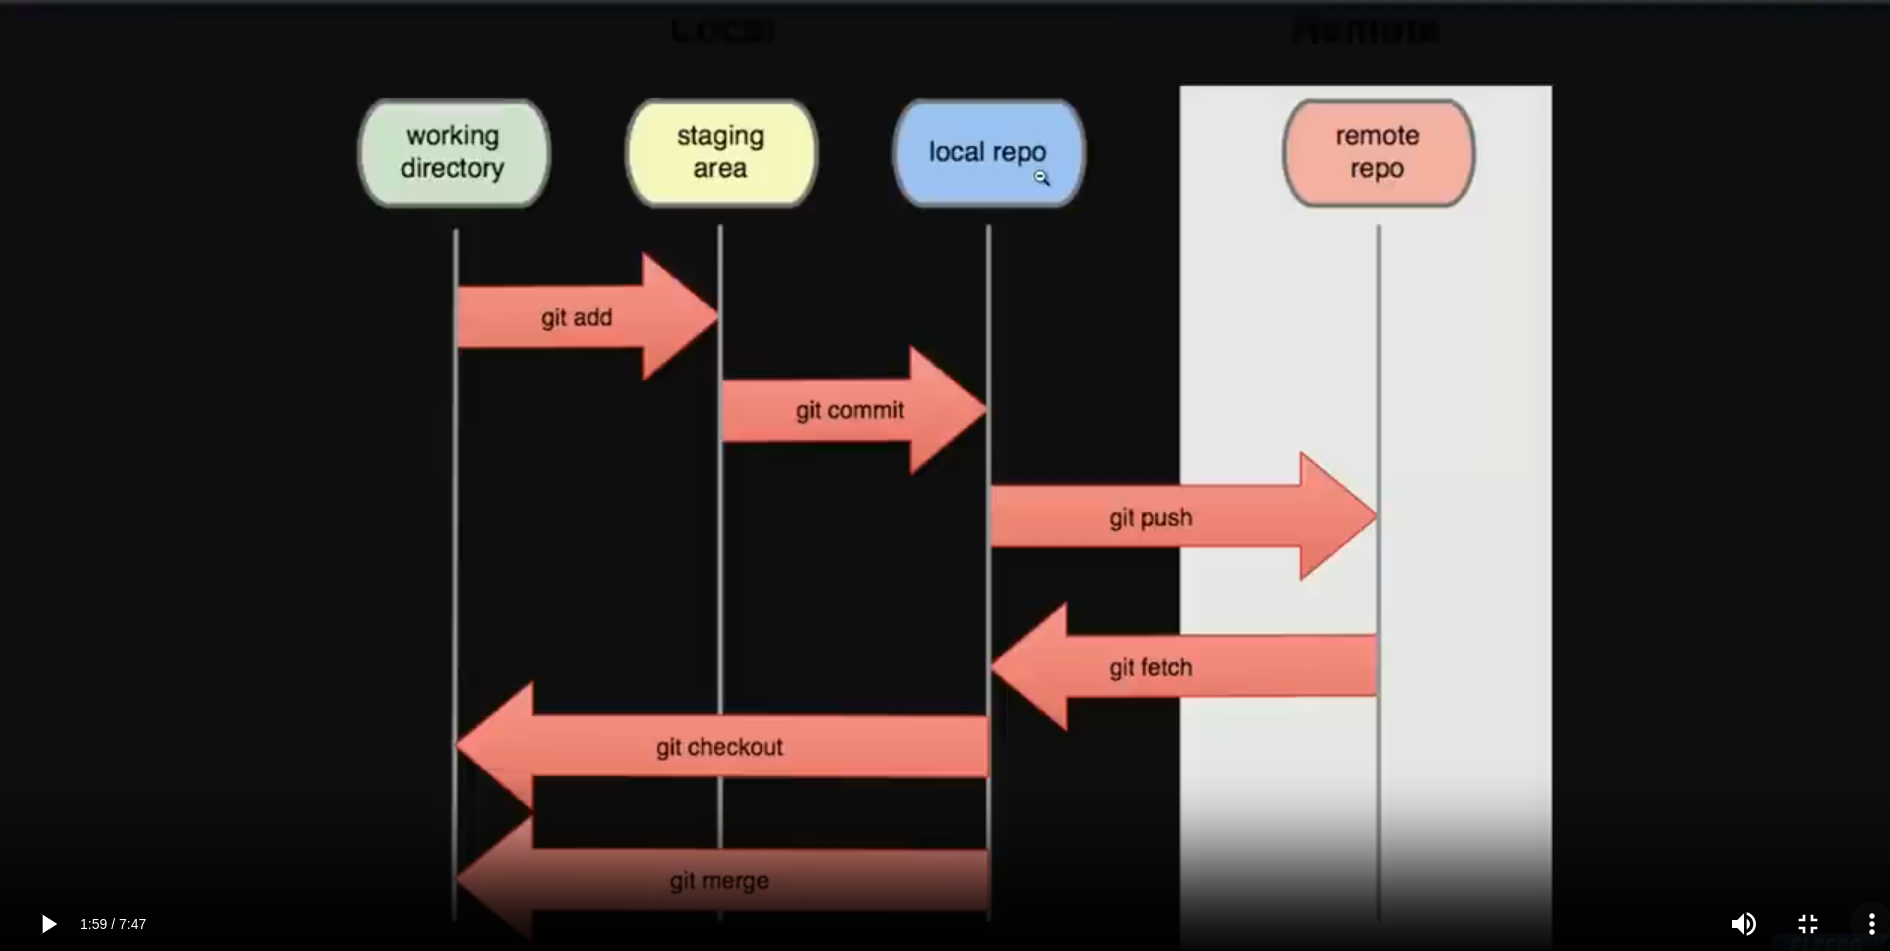 Local
Remote
working
directory
staging
area
local repo
remote
repo
git add
git commit
git push
git fetch
git checkout
git merge
1:59 / 7:47